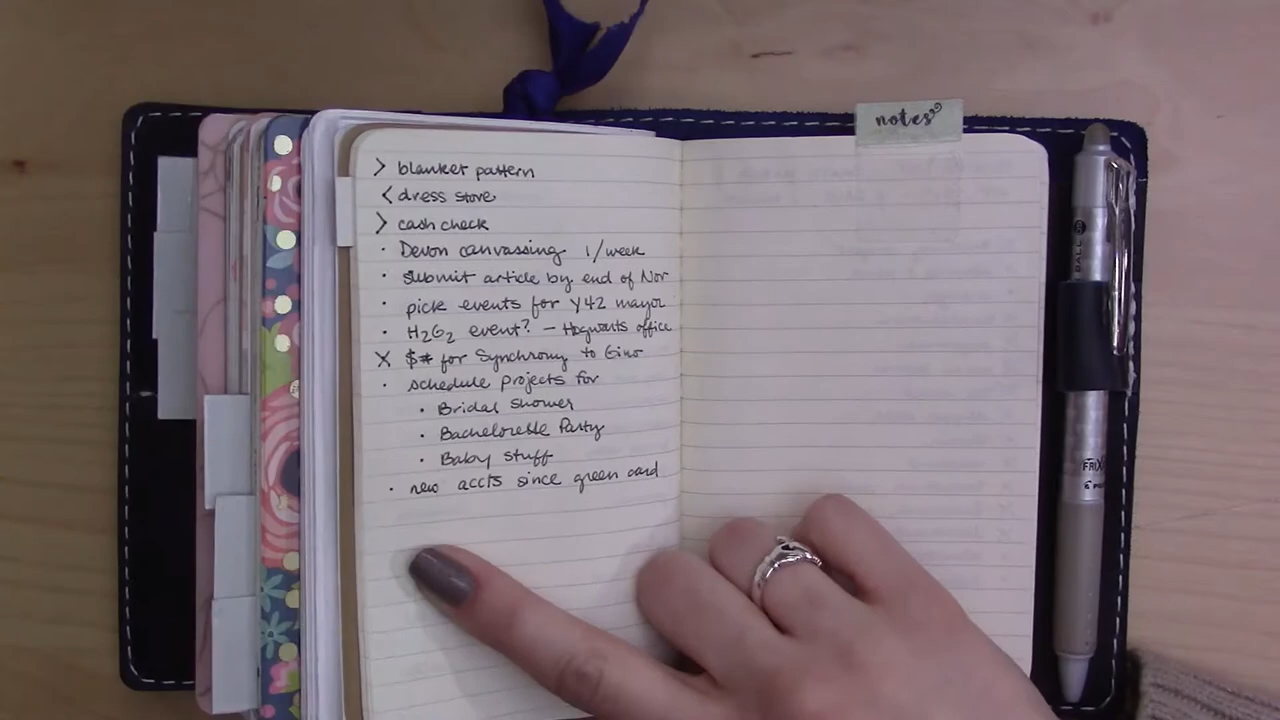 notes
> blanket pattern
< dress store
> cash check
· Devon canvassing 1/week
· submit article by end of Nov
· pick events for Y42 mayor
· H2G2 event? - Hogwarts office
X $# for Synchrony to Gino
· schedule projects for
· Bridal Shower
· Bachelorette Party
· Baby stuff
· new accts since green card
BALL
FRIX